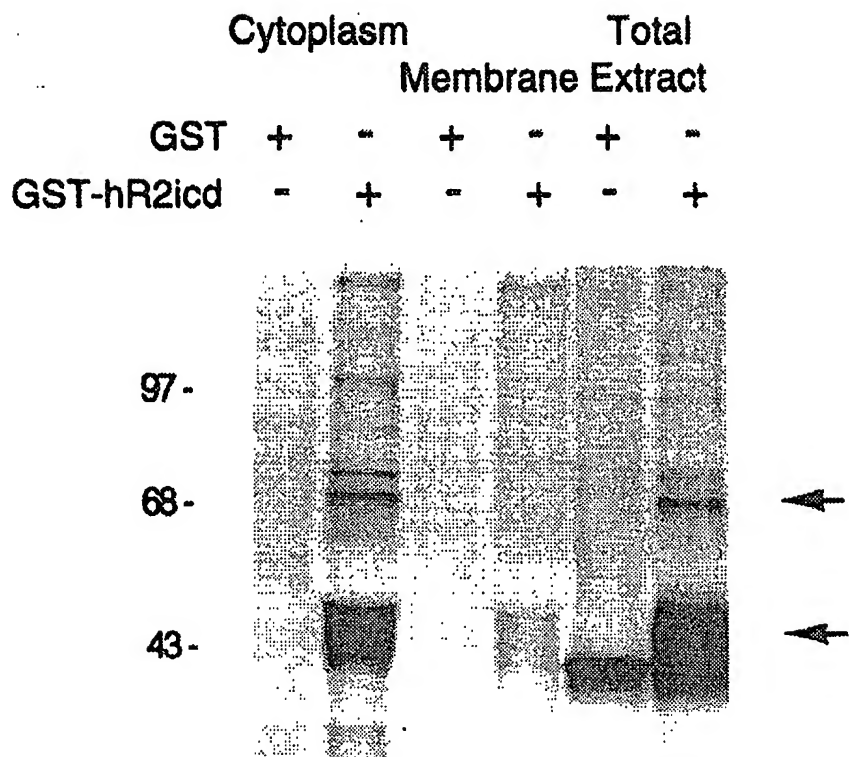 Cytoplasm Total
Membrane Extract
GST + - + - + -
GST-hR2icd - + - + - +
97-
68-
43-